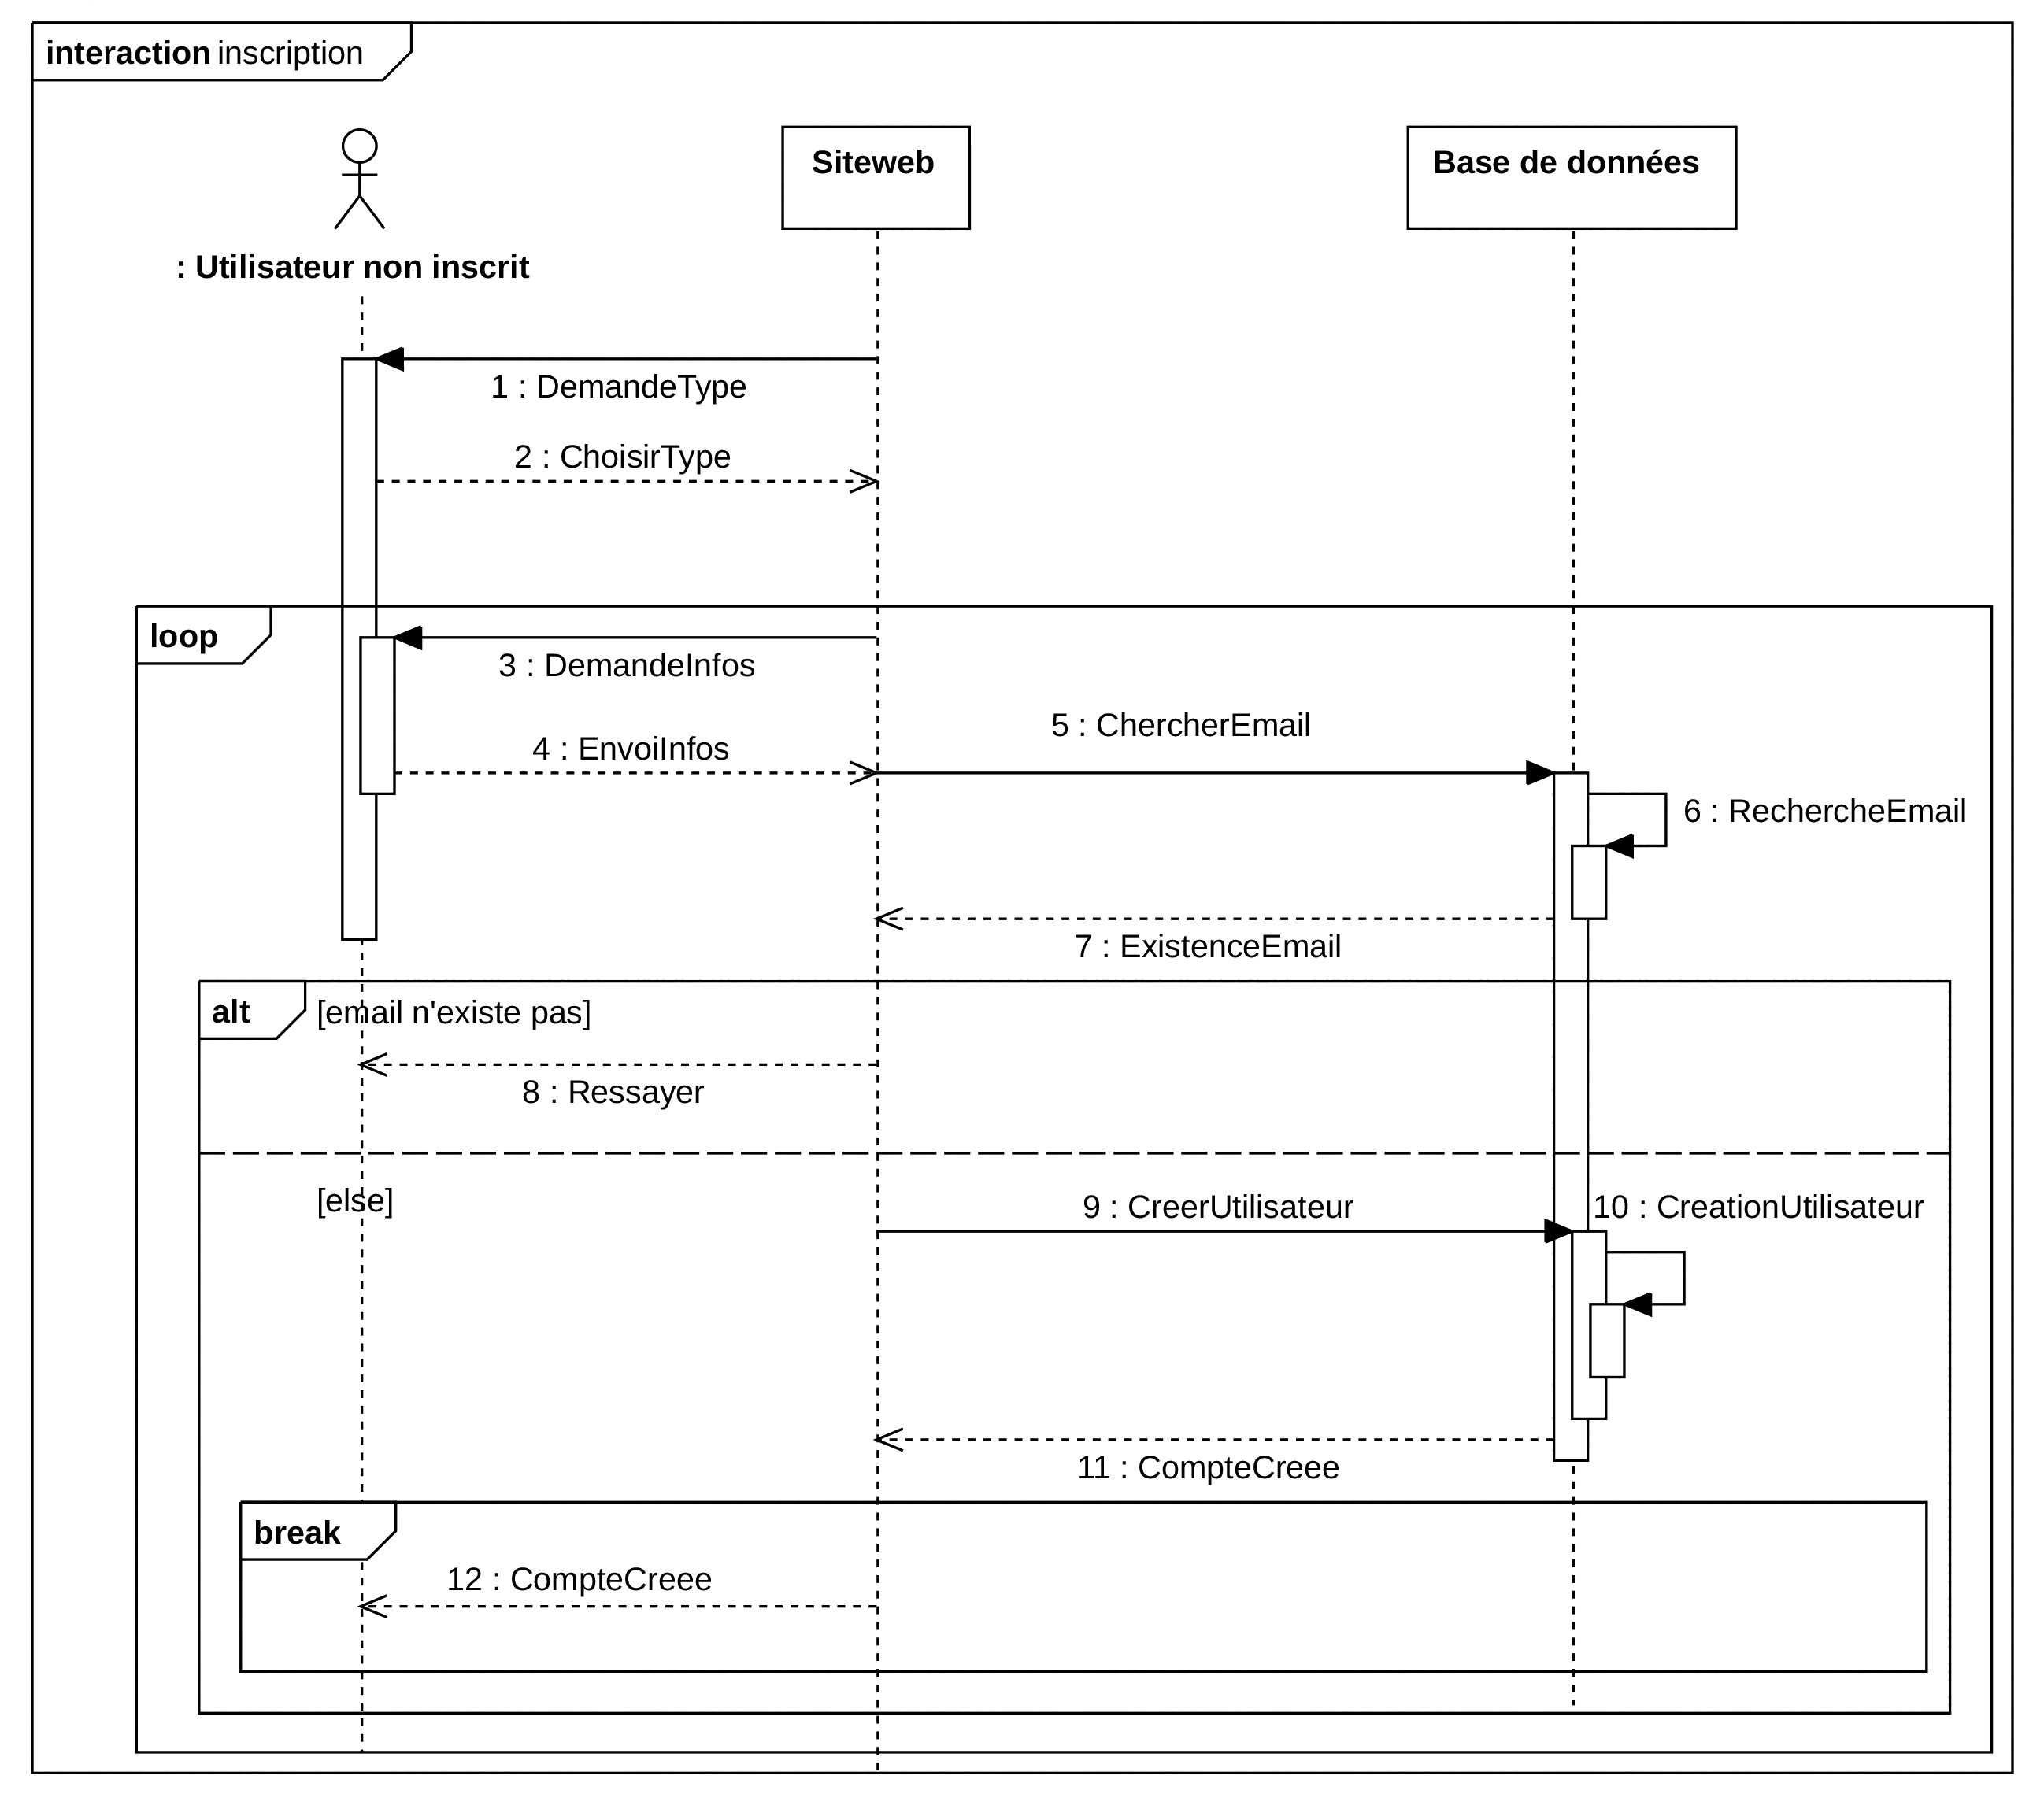 interaction inscription
Siteweb
Base de données
: Utilisateur non inscrit
1 : DemandeType
2 : ChoisirType
loop
3 : DemandeInfos
5 : ChercherEmail
4 : EnvoiInfos
6 : RechercheEmail
7 : ExistenceEmail
alt [email n'existe pas]
8 : Ressayer
[else]
9 : CreerUtilisateur
10 : CreationUtilisateur
11 : CompteCreee
break
12 : CompteCreee